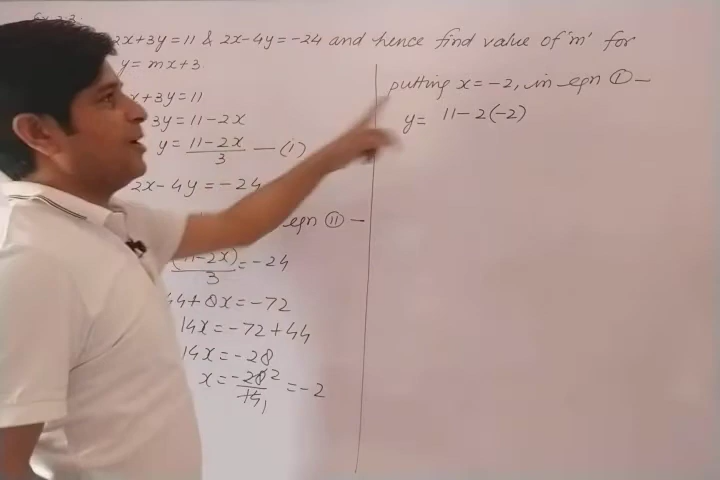 2x+3y=11 & 2x-4y=-24 and hence find value of 'm' for
y=mx+3.
x+3y=11
3y=11-2x
y=11-2x/3 —(i)
2x-4y=-24
eqn (II) —
(11-2x)/3=-24
44+8x=-72
14x=-72+44
14x=-28
x=-28 2/14 1=-2
putting x=-2, in eqn (I) —
y= 11-2(-2)